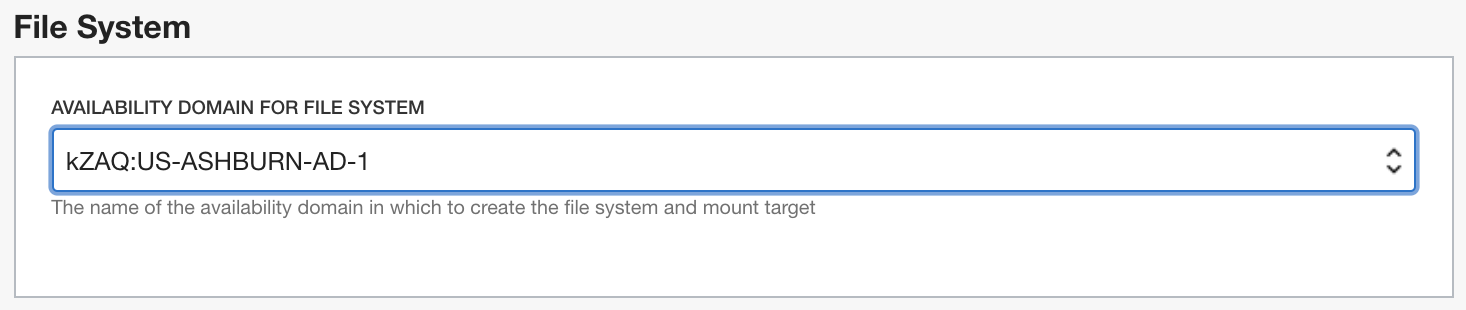 File System
AVAILABILITY DOMAIN FOR FILE SYSTEM
kZAQ:US-ASHBURN-AD-1
The name of the availability domain in which to create the file system and mount target